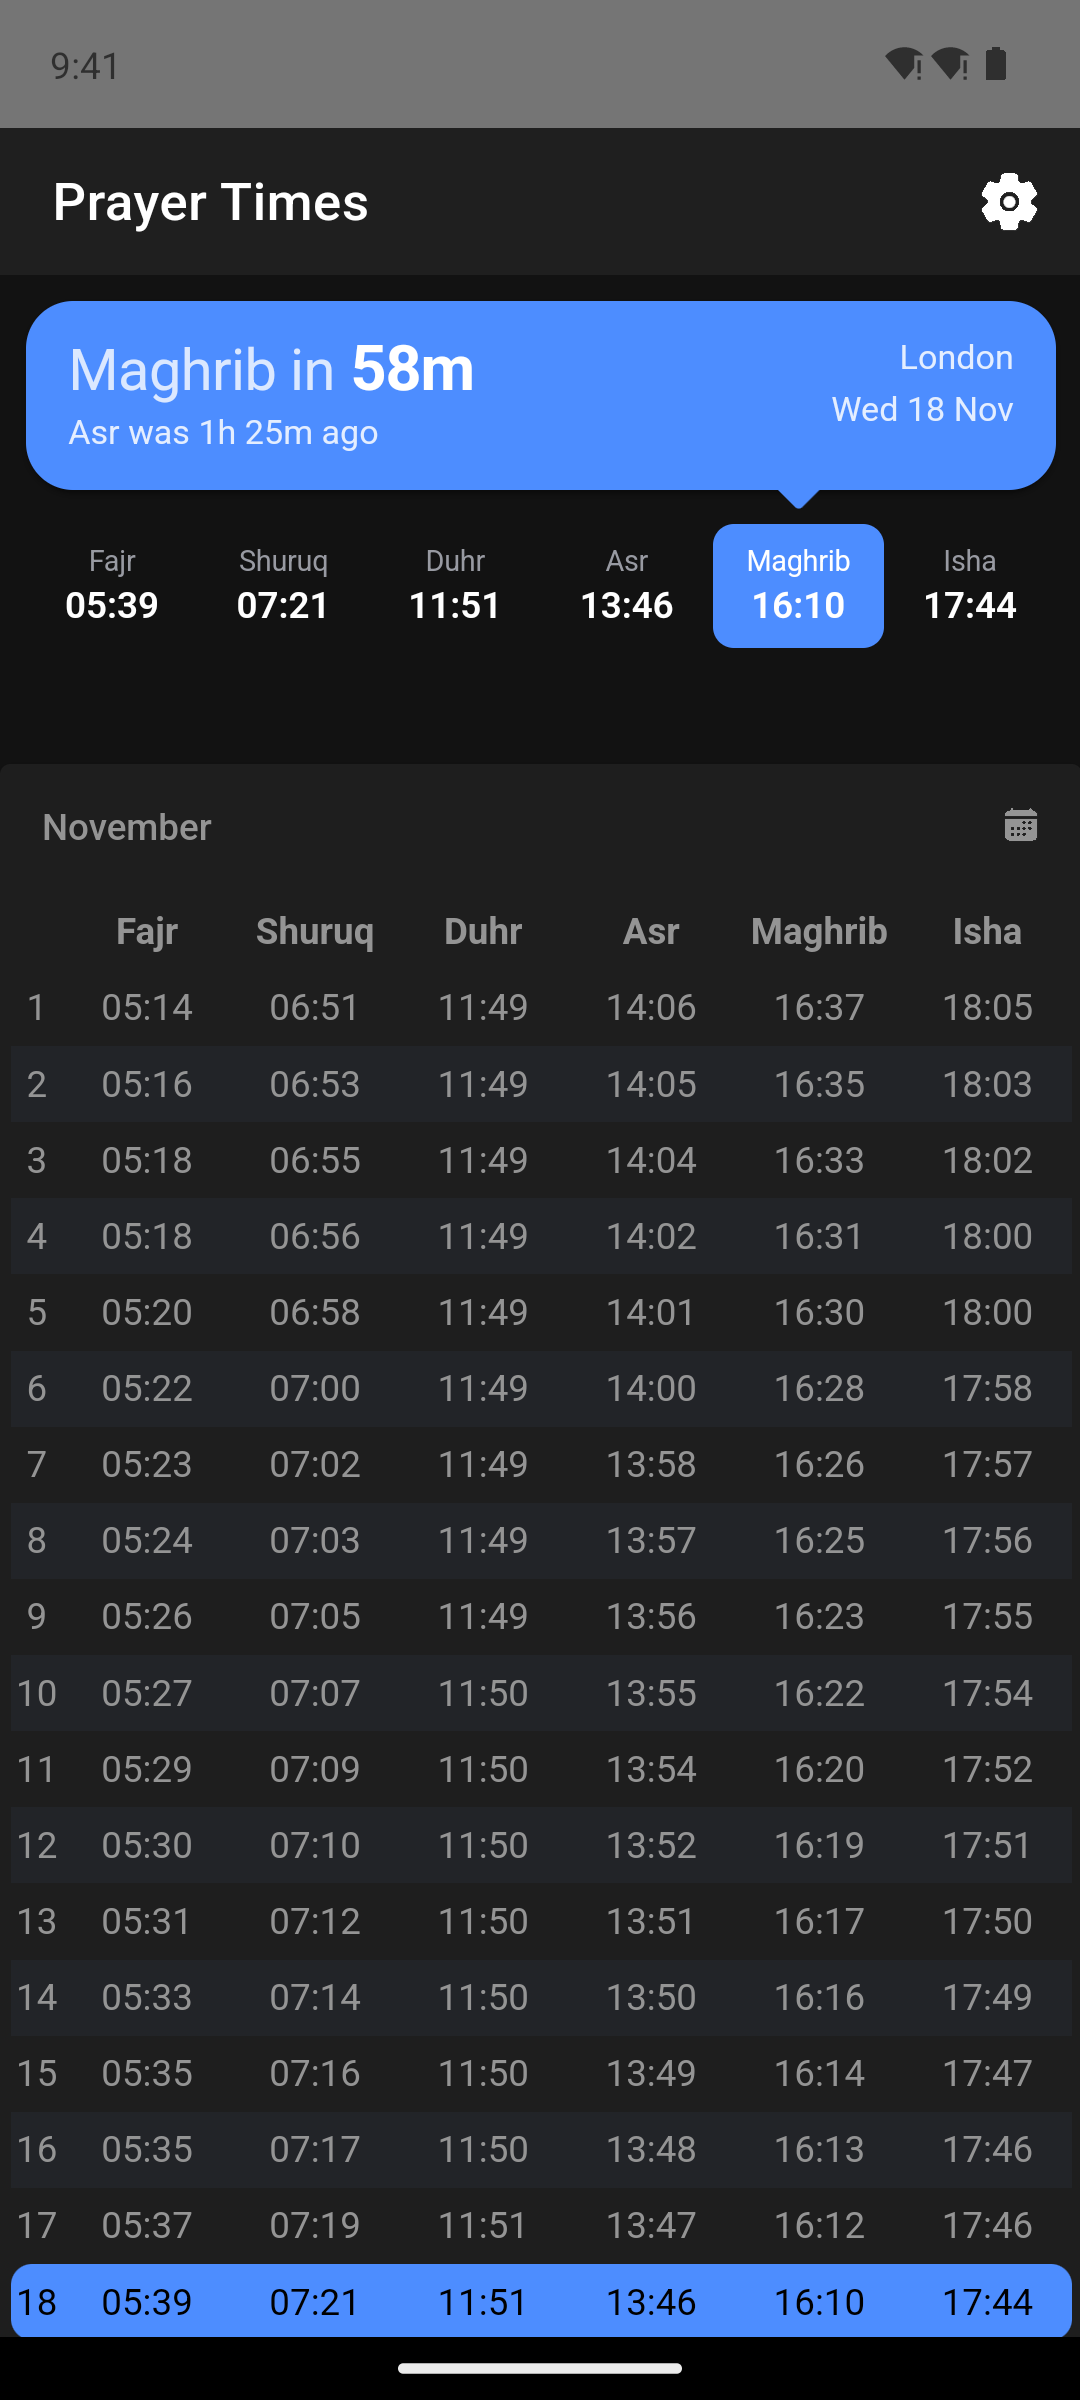 9:41
Prayer Times
Maghrib in 58m
Asr was 1h 25m ago
London
Wed 18 Nov
Fajr Shuruq Duhr Asr Maghrib Isha
05:39 07:21 11:51 13:46 16:10 17:44
November
Fajr Shuruq Duhr Asr Maghrib Isha
1 05:14 06:51 11:49 14:06 16:37 18:05
2 05:16 06:53 11:49 14:05 16:35 18:03
3 05:18 06:55 11:49 14:04 16:33 18:02
4 05:18 06:56 11:49 14:02 16:31 18:00
5 05:20 06:58 11:49 14:01 16:30 18:00
6 05:22 07:00 11:49 14:00 16:28 17:58
7 05:23 07:02 11:49 13:58 16:26 17:57
8 05:24 07:03 11:49 13:57 16:25 17:56
9 05:26 07:05 11:49 13:56 16:23 17:55
10 05:27 07:07 11:50 13:55 16:22 17:54
11 05:29 07:09 11:50 13:54 16:20 17:52
12 05:30 07:10 11:50 13:52 16:19 17:51
13 05:31 07:12 11:50 13:51 16:17 17:50
14 05:33 07:14 11:50 13:50 16:16 17:49
15 05:35 07:16 11:50 13:49 16:14 17:47
16 05:35 07:17 11:50 13:48 16:13 17:46
17 05:37 07:19 11:51 13:47 16:12 17:46
18 05:39 07:21 11:51 13:46 16:10 17:44